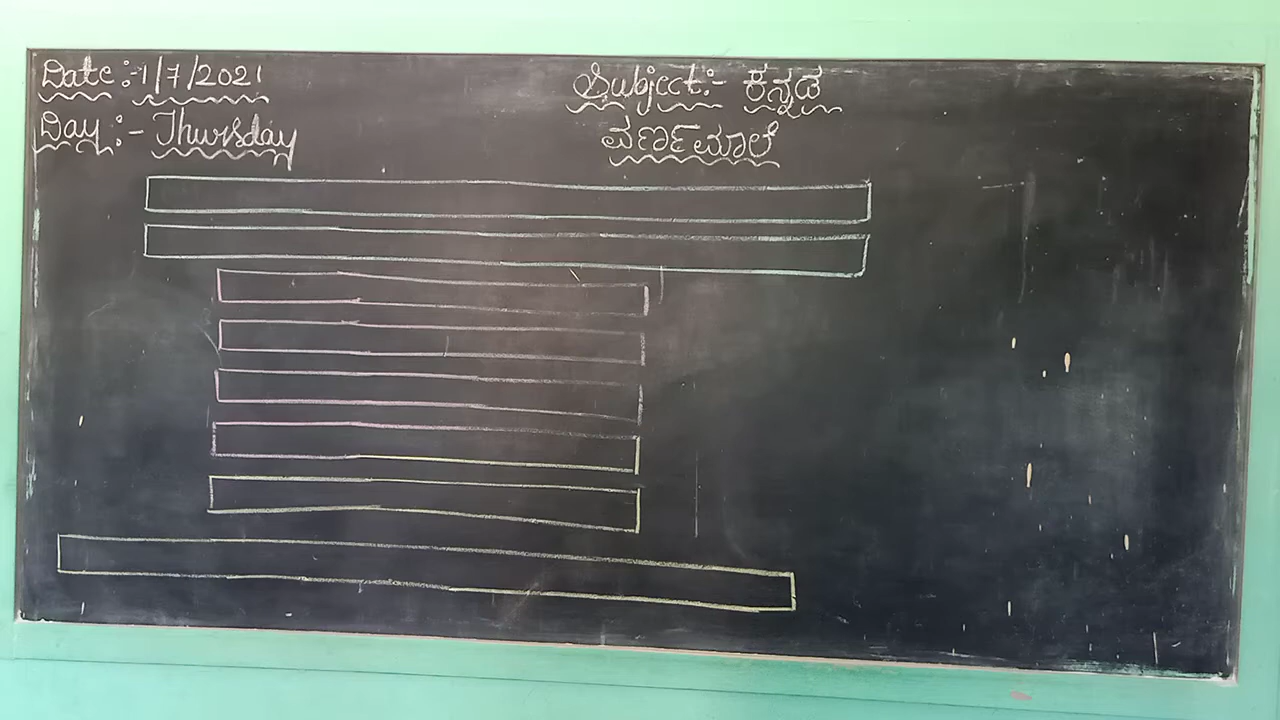 Date :- 1/7/2021
Subject :- ಕನ್ನಡ
Day :- Thursday
ವರ್ಣಮಾಲೆ